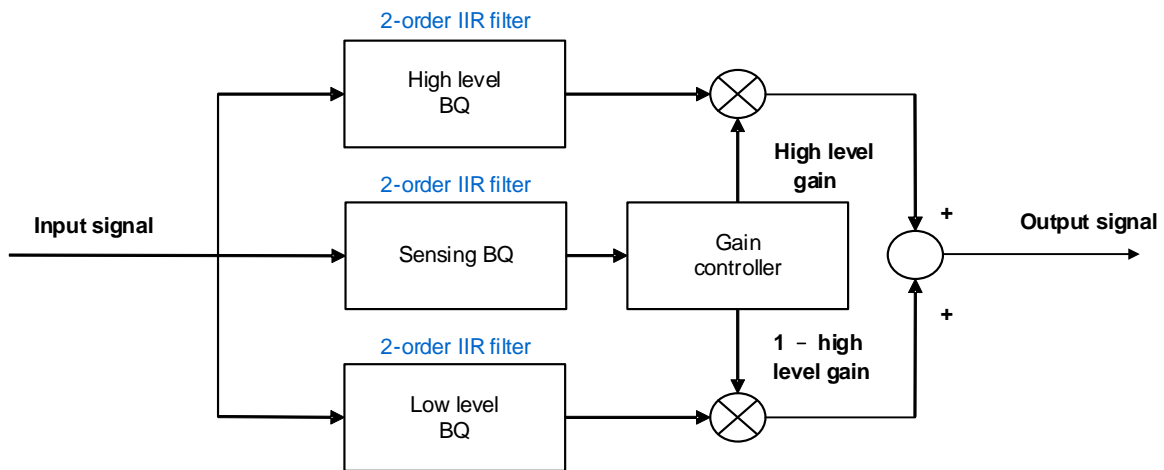 2-order IIR filter
High level
BQ
High level
gain
2-order IIR filter
Input signal
Sensing BQ
Gain
controller
+
Output signal
+
2-order IIR filter
1 – high
level gain
Low level
BQ